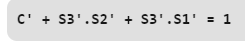 C' + S3'.S2' + S3'.S1' = 1